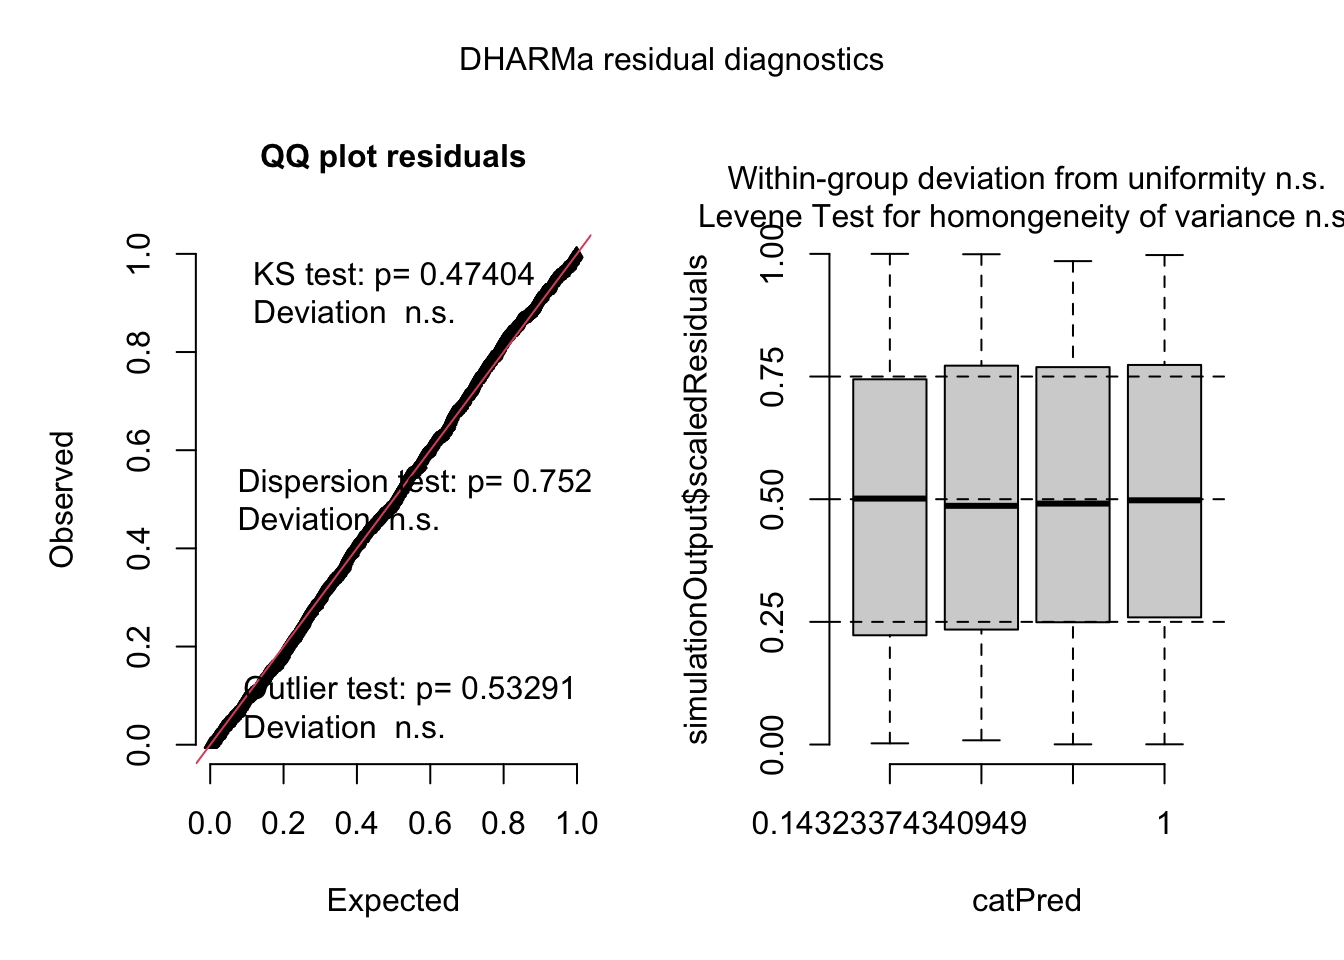 DHARMa residual diagnostics
QQ plot residuals
KS test: p= 0.47404
Deviation  n.s.
Dispersion test: p= 0.752
Deviation  n.s.
Outlier test: p= 0.53291
Deviation  n.s.
Observed
0.0
0.2
0.4
0.6
0.8
1.0
0.0 0.2 0.4 0.6 0.8 1.0
Expected
Within-group deviation from uniformity n.s.
Levene Test for homongeneity of variance n.s
simulationOutput$scaledResiduals
0.00
0.25
0.50
0.75
1.00
0.14323374340949 1
catPred